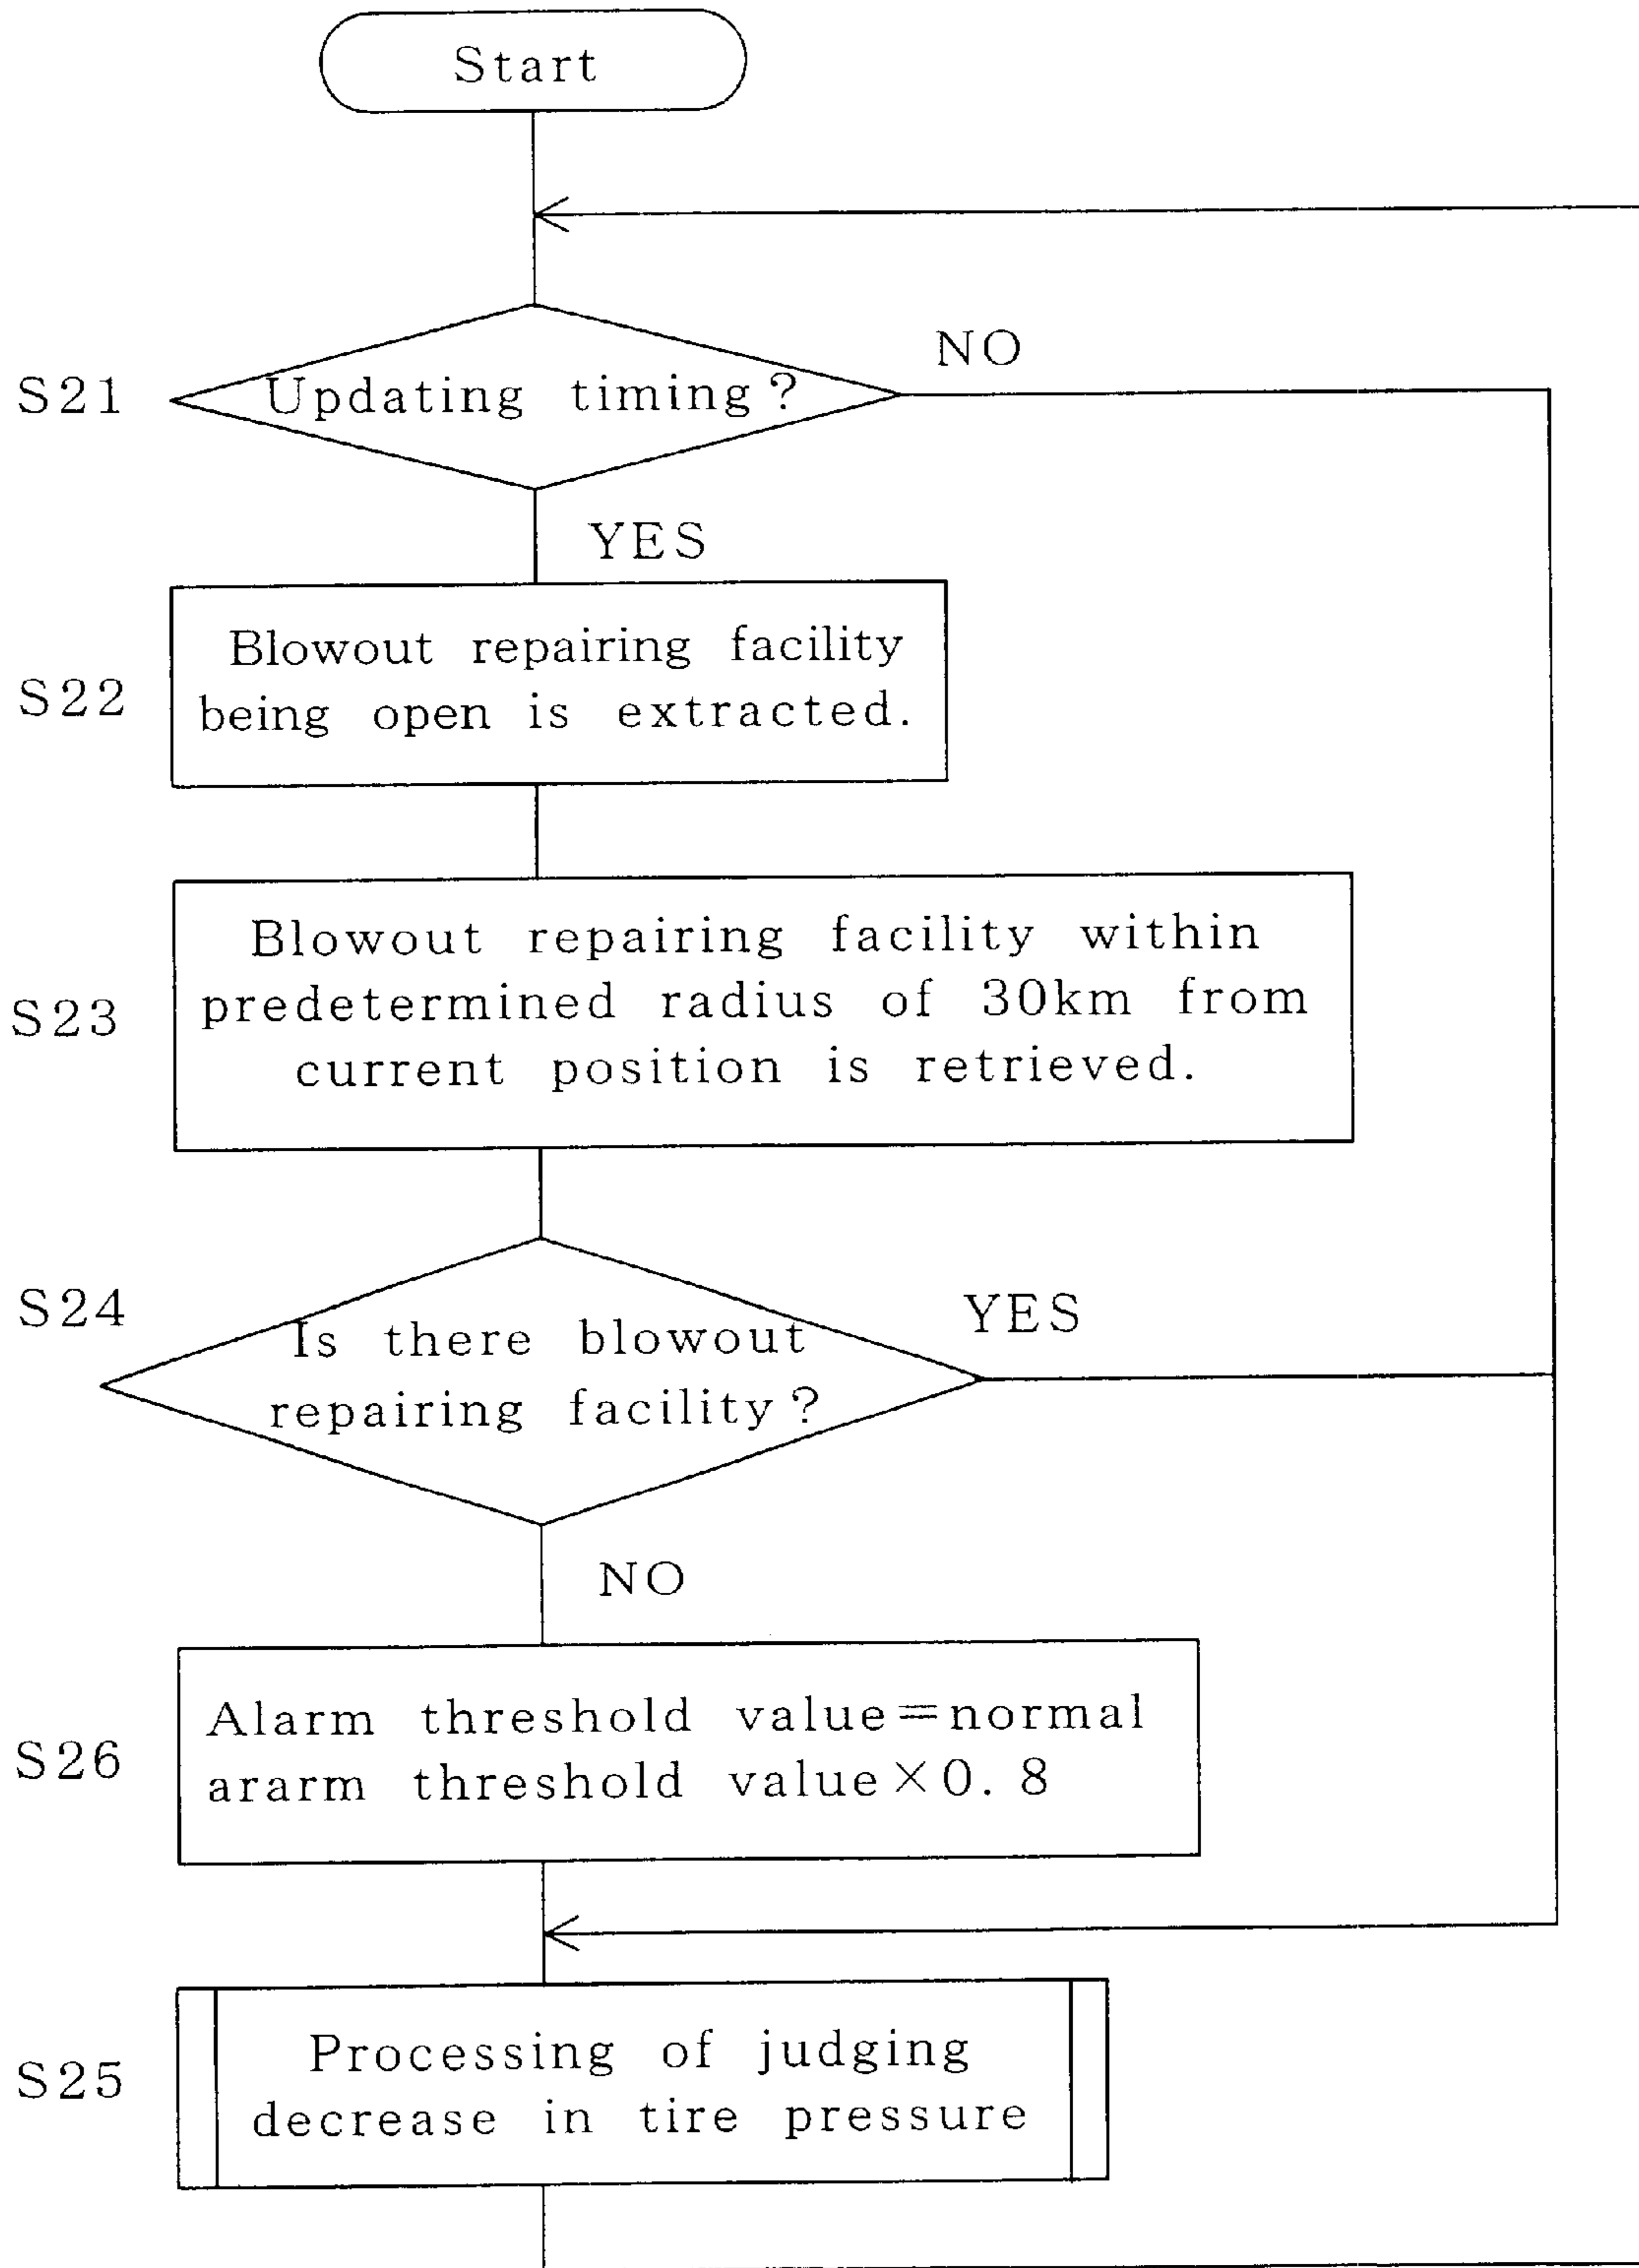 Start
S21
Updating timing?
NO
YES
S22
Blowout repairing facility
being open is extracted.
S23
Blowout repairing facility within
predetermined radius of 30km from
current position is retrieved.
S24
Is there blowout
repairing facility?
YES
NO
S26
Alarm threshold value=normal
ararm threshold value×0.8
S25
Processing of judging
decrease in tire pressure